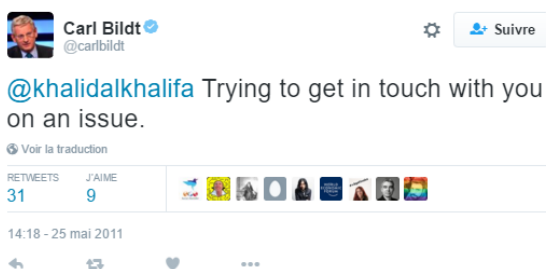 Carl Bildt
@carlbildt
Suivre
@khalidalkhalifa Trying to get in touch with you
on an issue.
Voir la traduction
RETWEETS J'AIME
31 9
14:18 - 25 mai 2011